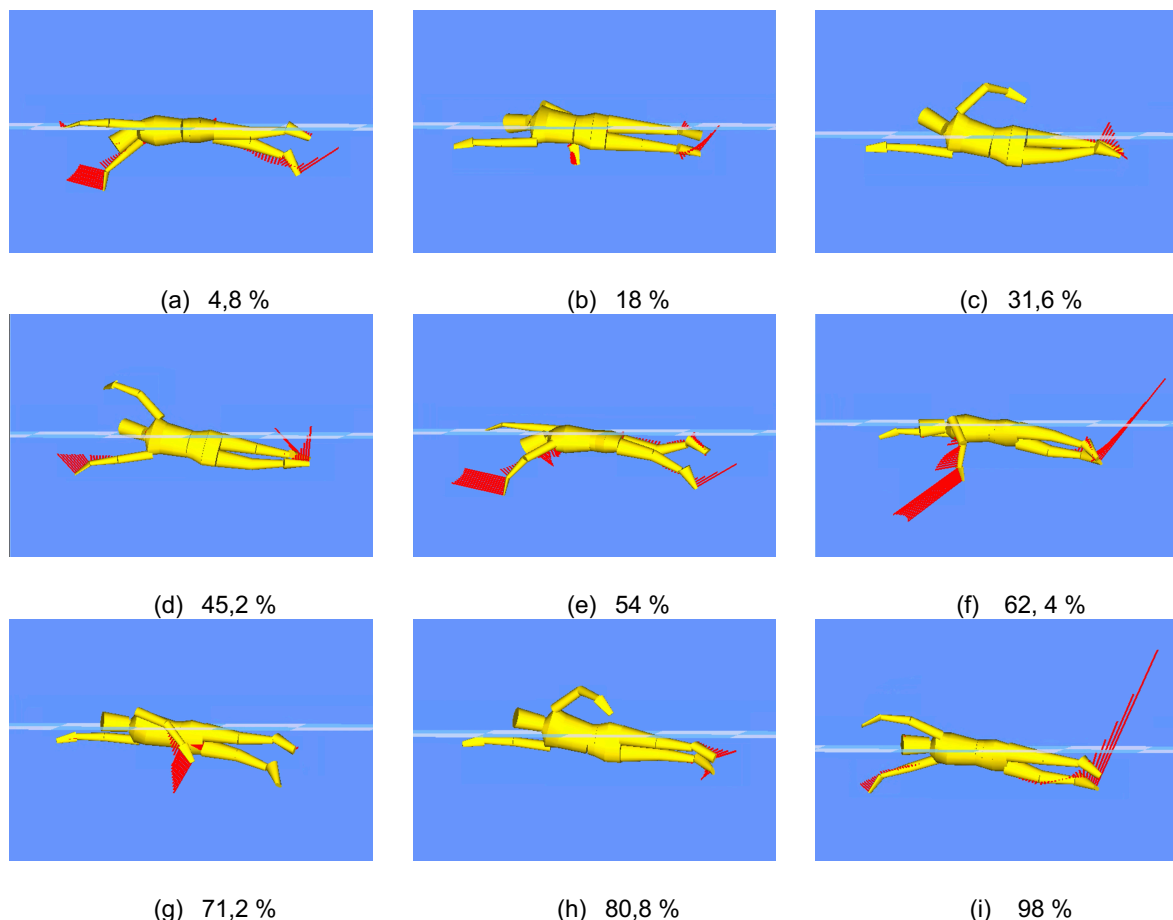 (a) 4,8 %
(b) 18 %
(c) 31,6 %
(d) 45,2 %
(e) 54 %
(f) 62, 4 %
(g) 71,2 %
(h) 80,8 %
(i) 98 %